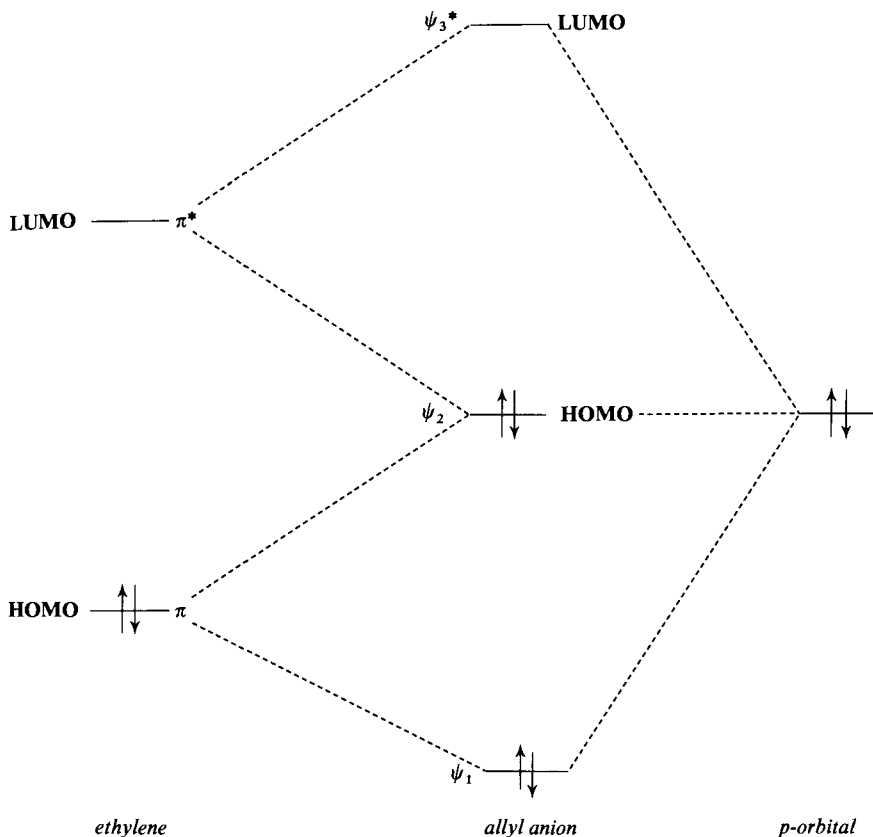 ψ₃* LUMO
LUMO π*
ψ₂ HOMO
HOMO π
ψ₁
ethylene allyl anion p-orbital